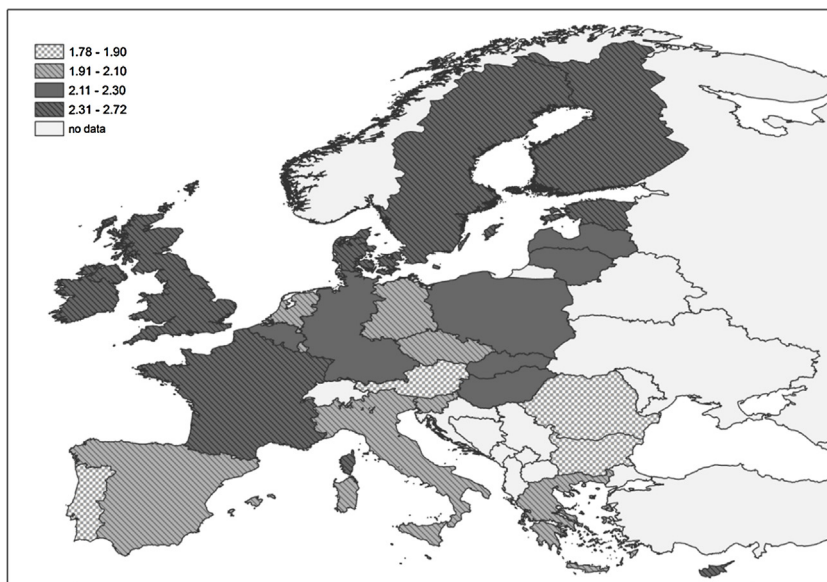 1.78 - 1.90
1.91 - 2.10
2.11 - 2.30
2.31 - 2.72
no data